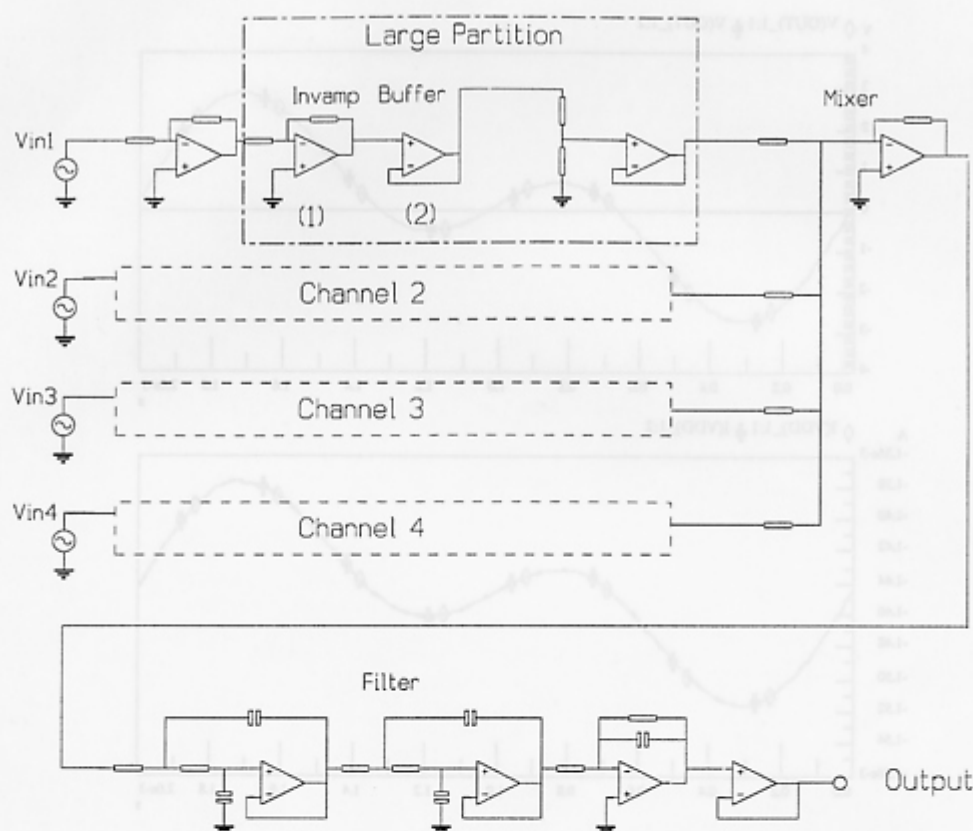 Large Partition
Invamp Buffer
Mixer
Vin1
(1) (2)
Vin2
Channel 2
Vin3
Channel 3
Vin4
Channel 4
Filter
Output